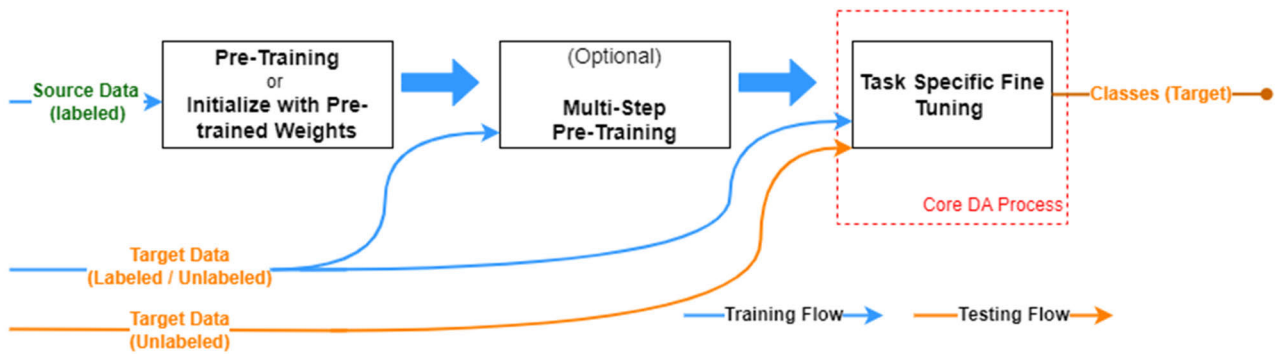 Source Data
(labeled)
Pre-Training
or
Initialize with Pre-
trained Weights
(Optional)
Multi-Step
Pre-Training
Task Specific Fine
Tuning
Classes (Target)
Core DA Process
Target Data
(Labeled / Unlabeled)
Target Data
(Unlabeled)
Training Flow
Testing Flow